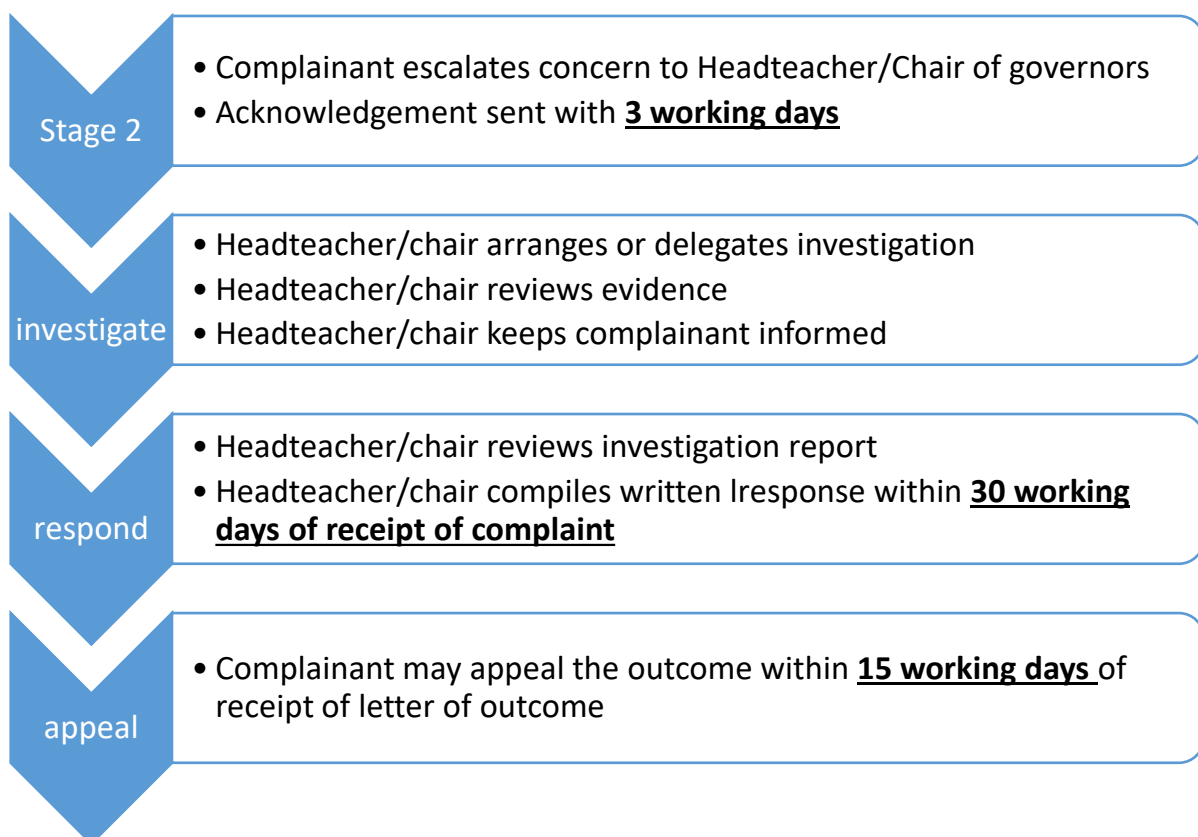 Stage 2
• Complainant escalates concern to Headteacher/Chair of governors
• Acknowledgement sent with 3 working days
investigate
• Headteacher/chair arranges or delegates investigation
• Headteacher/chair reviews evidence
• Headteacher/chair keeps complainant informed
respond
• Headteacher/chair reviews investigation report
• Headteacher/chair compiles written lresponse within 30 working
days of receipt of complaint
appeal
• Complainant may appeal the outcome within 15 working days of
receipt of letter of outcome